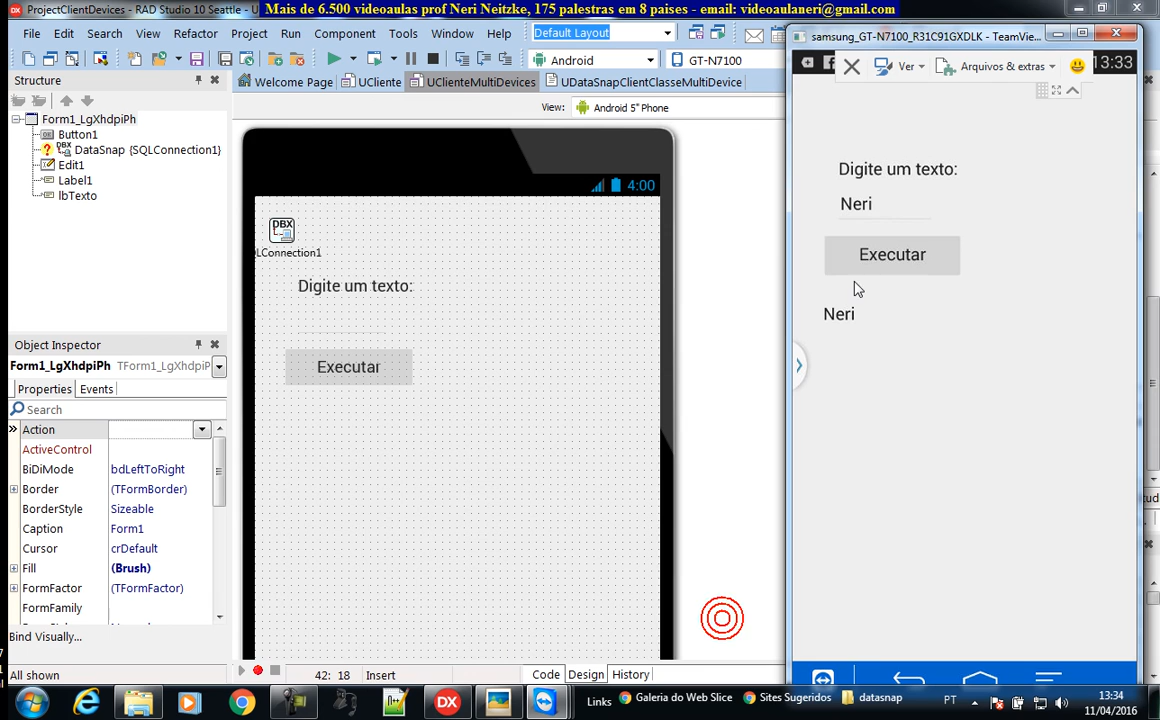 ProjectClientDevices - RAD Studio 10 Seattle - U
Mais de 6.500 videoaulas prof Neri Neitzke, 175 palestras em 8 paises - email: videoaulaneri@gmail.com
File Edit Search View Refactor Project Run Component Tools Window Help
Default Layout
Android
GT-N7100
Structure
Welcome Page UCliente UClienteMultiDevices UDataSnapClientClasseMultiDevice
View: Android 5" Phone
Form1_LgXhdpiPh
Button1
DataSnap {SQLConnection1}
Edit1
Label1
lbTexto
4:00
DBX
QLConnection1
Digite um texto:
Executar
Object Inspector
Form1_LgXhdpiPh TForm1_LgXhdpiP
Properties Events
Search
Action
ActiveControl
BiDiMode bdLeftToRight
Border (TFormBorder)
BorderStyle Sizeable
Caption Form1
Cursor crDefault
Fill (Brush)
FormFactor (TFormFactor)
FormFamily
Bind Visually...
All shown
42: 18 Insert
Code Design History
samsung_GT-N7100_R31C91GXDLK - TeamView...
Ver Arquivos & extras
13:33
Digite um texto:
Neri
Executar
Neri
Links Galeria do Web Slice Sites Sugeridos datasnap
PT
13:34
11/04/2016